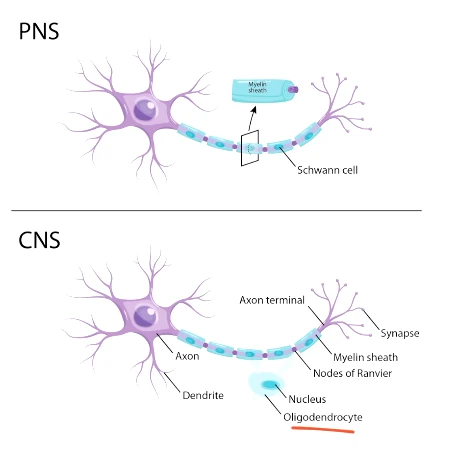 PNS
Myelin
sheath
Schwann cell
CNS
Axon terminal
Synapse
Axon
Myelin sheath
Nodes of Ranvier
Dendrite
Nucleus
Oligodendrocyte